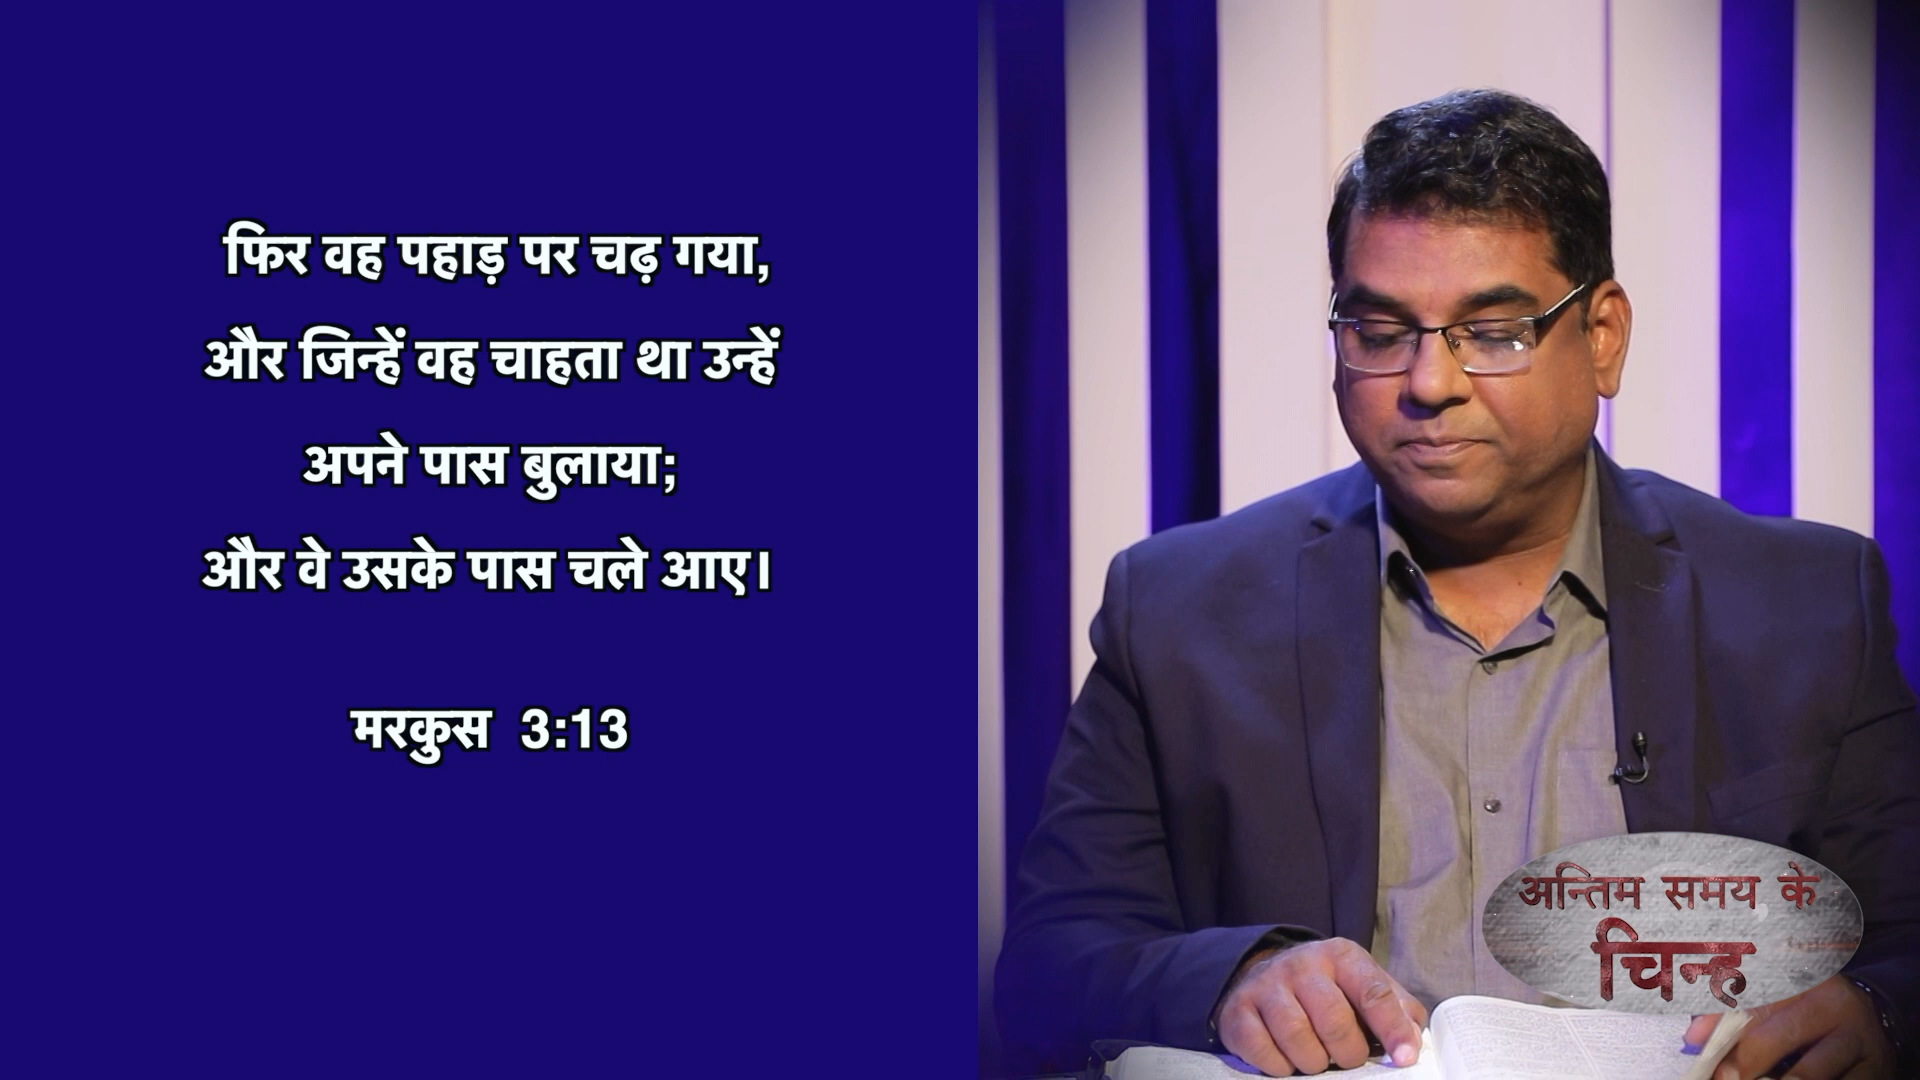 फिर वह पहाड़ पर चढ़ गया,
और जिन्हें वह चाहता था उन्हें
अपने पास बुलाया;
और वे उसके पास चले आए।
मरकुस 3:13
अन्तिम समय के
चिन्ह